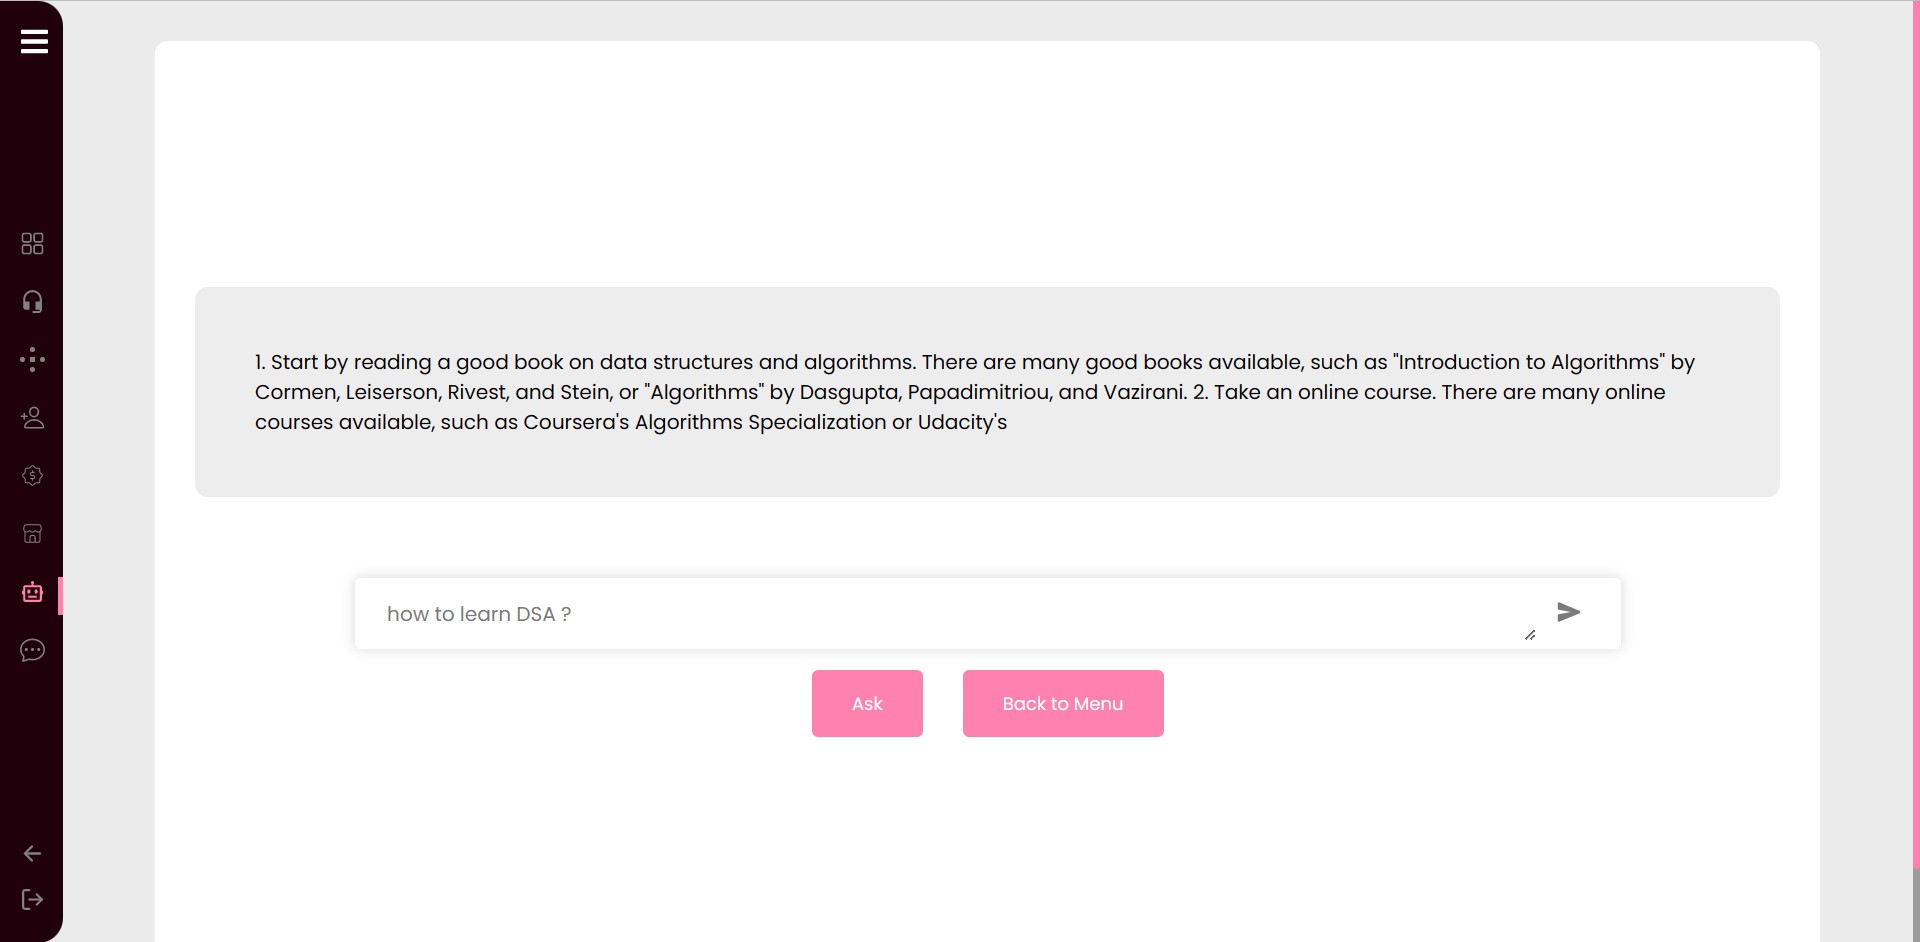 1. Start by reading a good book on data structures and algorithms. There are many good books available, such as "Introduction to Algorithms" by
Cormen, Leiserson, Rivest, and Stein, or "Algorithms" by Dasgupta, Papadimitriou, and Vazirani. 2. Take an online course. There are many online
courses available, such as Coursera's Algorithms Specialization or Udacity's
how to learn DSA ?
Ask
Back to Menu